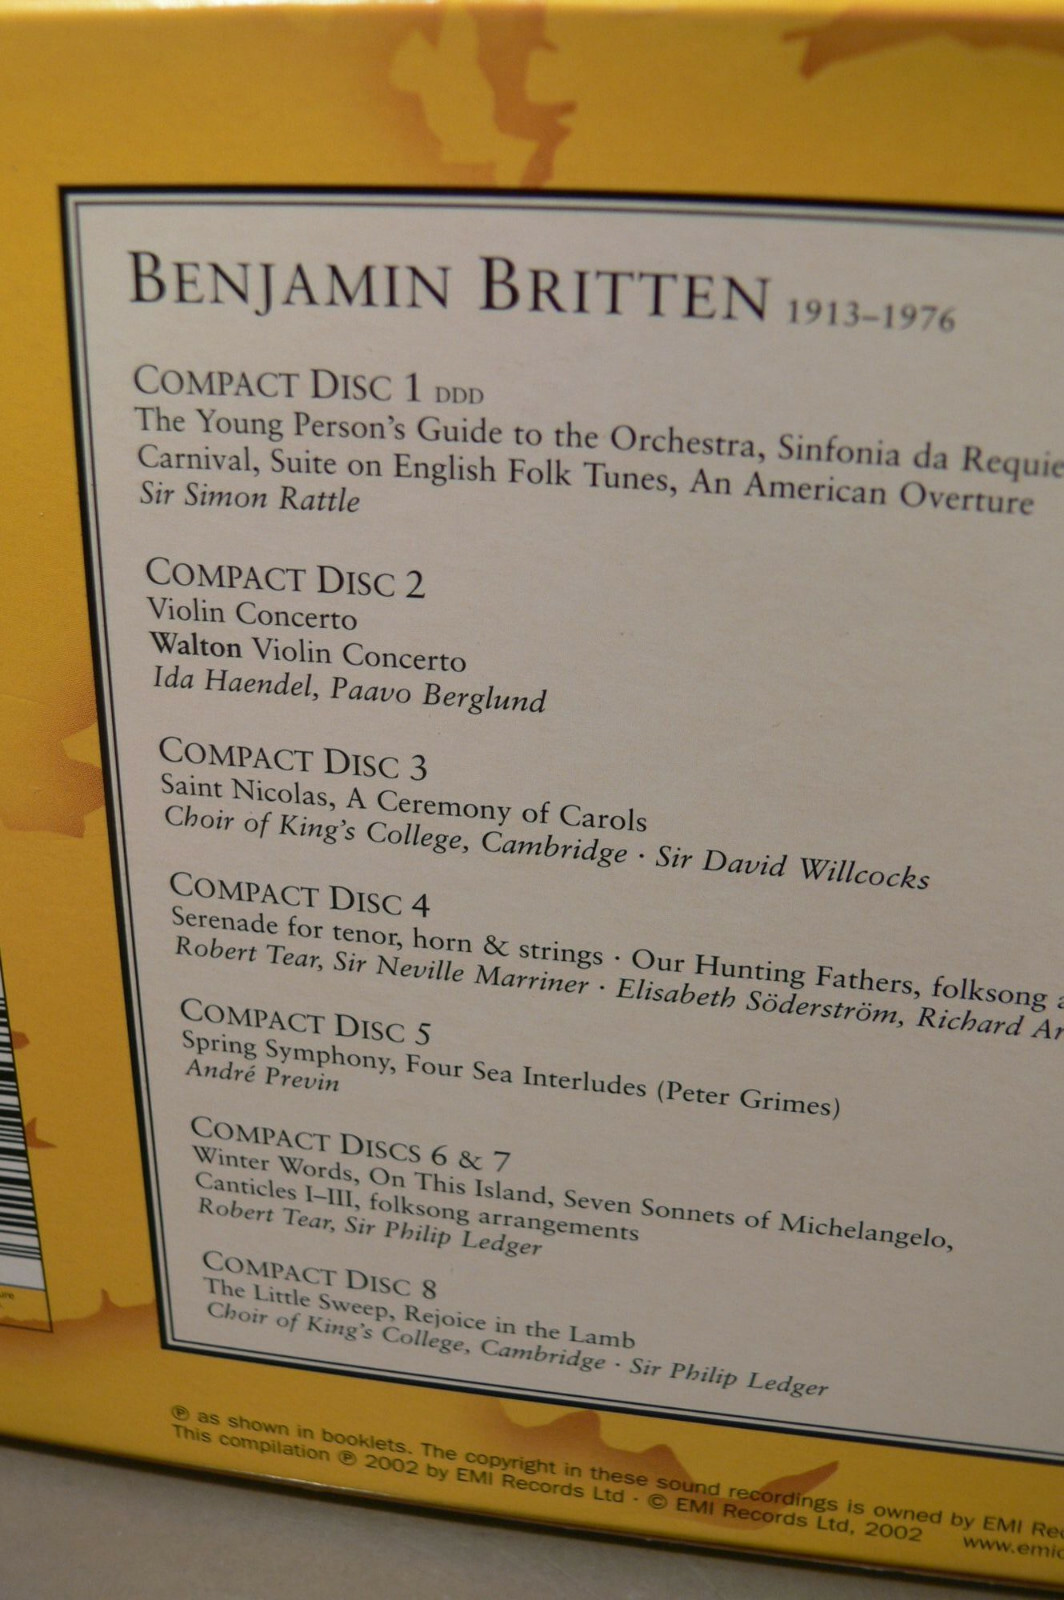 BENJAMIN BRITTEN 1913–1976
COMPACT DISC 1 DDD
The Young Person's Guide to the Orchestra, Sinfonia da Requie
Carnival, Suite on English Folk Tunes, An American Overture
Sir Simon Rattle
COMPACT DISC 2
Violin Concerto
Walton Violin Concerto
Ida Haendel, Paavo Berglund
COMPACT DISC 3
Saint Nicolas, A Ceremony of Carols
Choir of King's College, Cambridge · Sir David Willcocks
COMPACT DISC 4
Serenade for tenor, horn & strings · Our Hunting Fathers, folksong a
Robert Tear, Sir Neville Marriner · Elisabeth Söderström, Richard Ar
COMPACT DISC 5
Spring Symphony, Four Sea Interludes (Peter Grimes)
André Previn
COMPACT DISCS 6 & 7
Winter Words, On This Island, Seven Sonnets of Michelangelo,
Canticles I–III, folksong arrangements
Robert Tear, Sir Philip Ledger
COMPACT DISC 8
The Little Sweep, Rejoice in the Lamb
Choir of King's College, Cambridge · Sir Philip Ledger
℗ as shown in booklets. The copyright in these sound recordings is owned by EMI Rec
This compilation ℗ 2002 by EMI Records Ltd · © EMI Records Ltd, 2002 www.emic